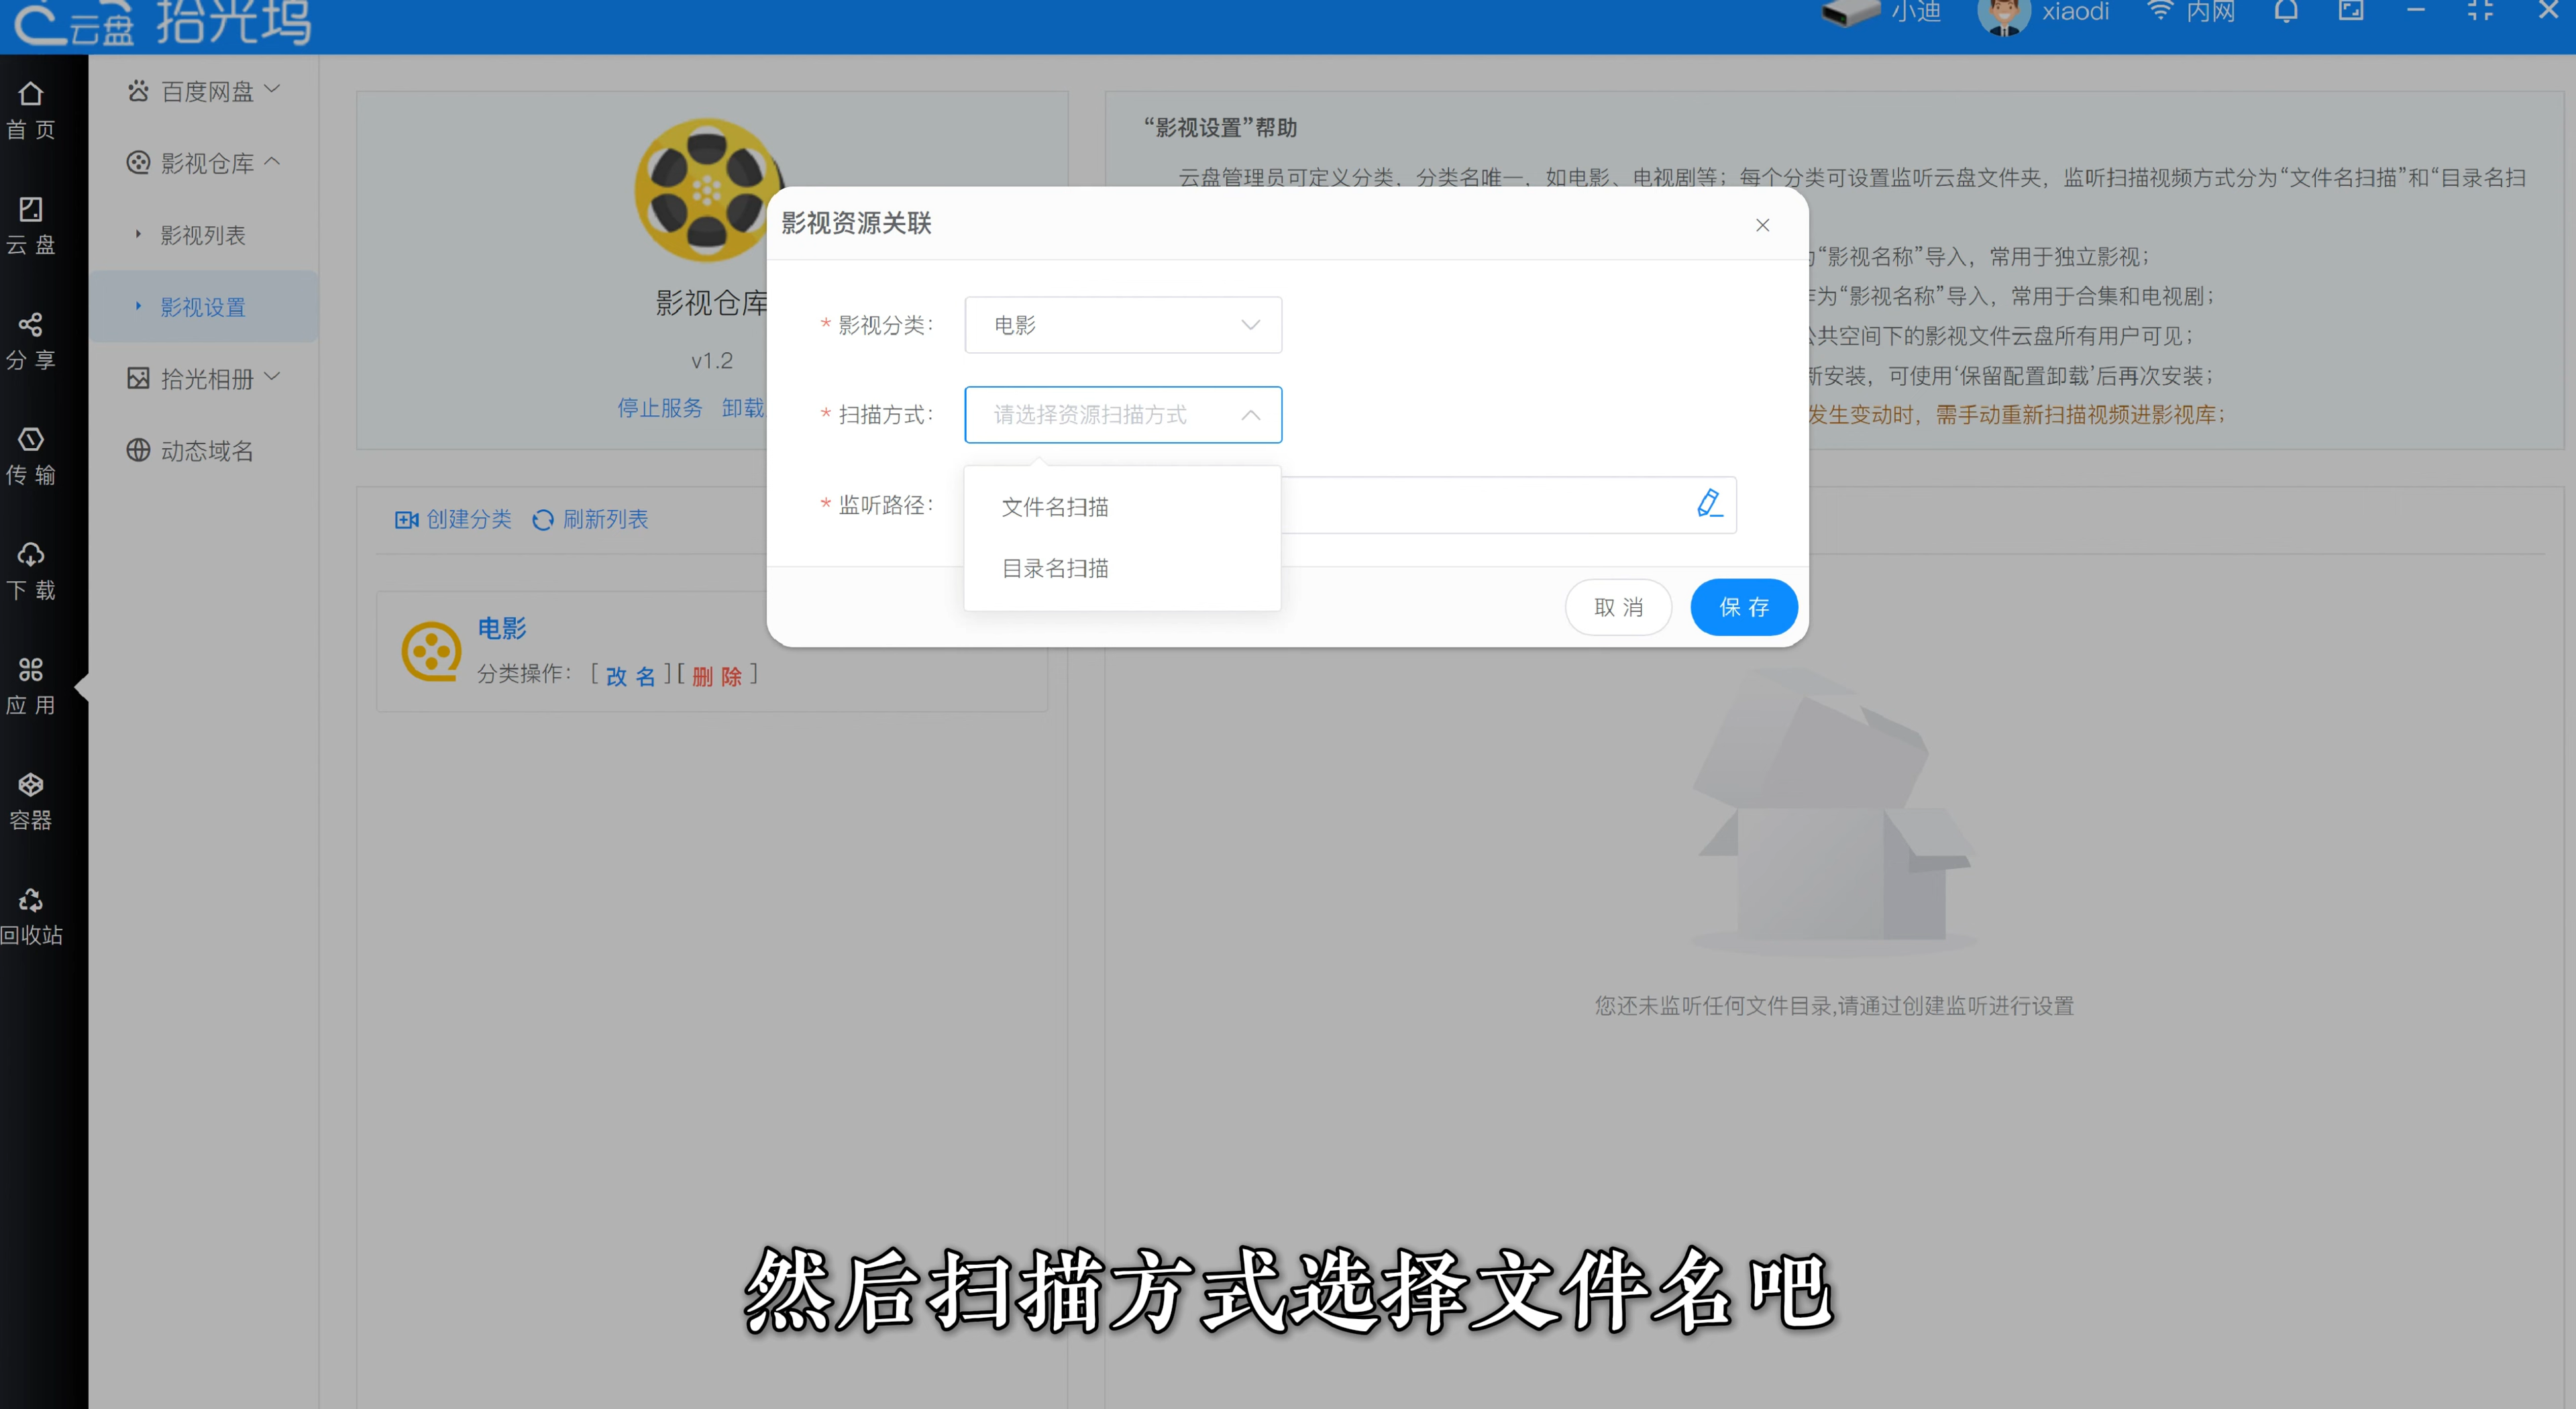 云盘 拾光坞
小迪 xiaodi 内网
首页
云盘
分享
传输
下载
应用
容器
回收站
百度网盘
影视仓库
影视列表
影视设置
拾光相册
动态域名
影视仓库
v1.2
停止服务 卸载
“影视设置”帮助
云盘管理员可定义分类，分类名唯一，如电影、电视剧等；每个分类可设置监听云盘文件夹，监听扫描视频方式分为“文件名扫描”和“目录名扫
“影视名称”导入，常用于独立影视；
作为“影视名称”导入，常用于合集和电视剧；
公共空间下的影视文件云盘所有用户可见；
新安装，可使用‘保留配置卸载’后再次安装；
发生变动时，需手动重新扫描视频进影视库；
影视资源关联
* 影视分类： 电影
* 扫描方式： 请选择资源扫描方式
* 监听路径：
文件名扫描
目录名扫描
取消 保存
创建分类 刷新列表
电影
分类操作： [ 改名 ][ 删除 ]
您还未监听任何文件目录,请通过创建监听进行设置
然后扫描方式选择文件名吧